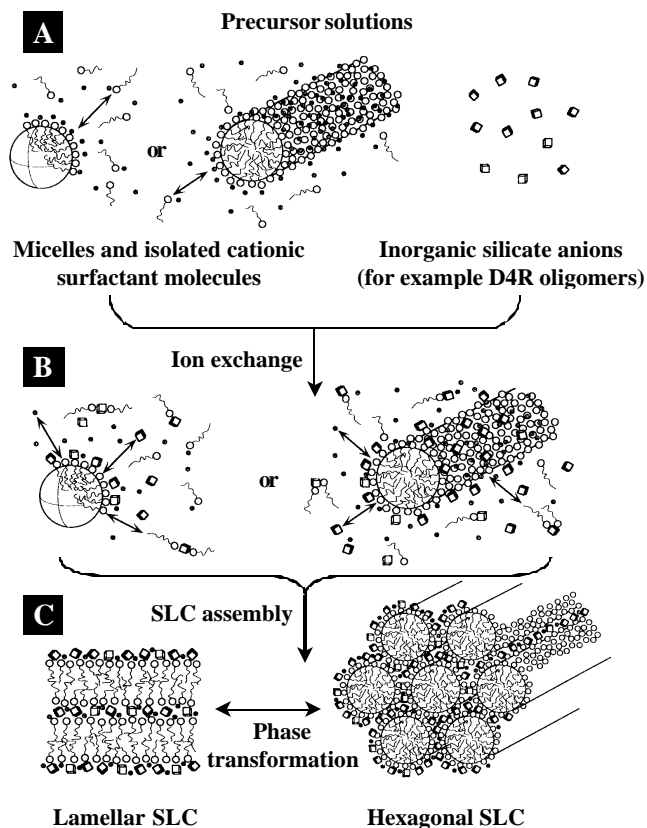 A
Precursor solutions
or
Micelles and isolated cationic
surfactant molecules
Inorganic silicate anions
(for example D4R oligomers)
Ion exchange
B
or
SLC assembly
C
Phase
transformation
Lamellar SLC
Hexagonal SLC